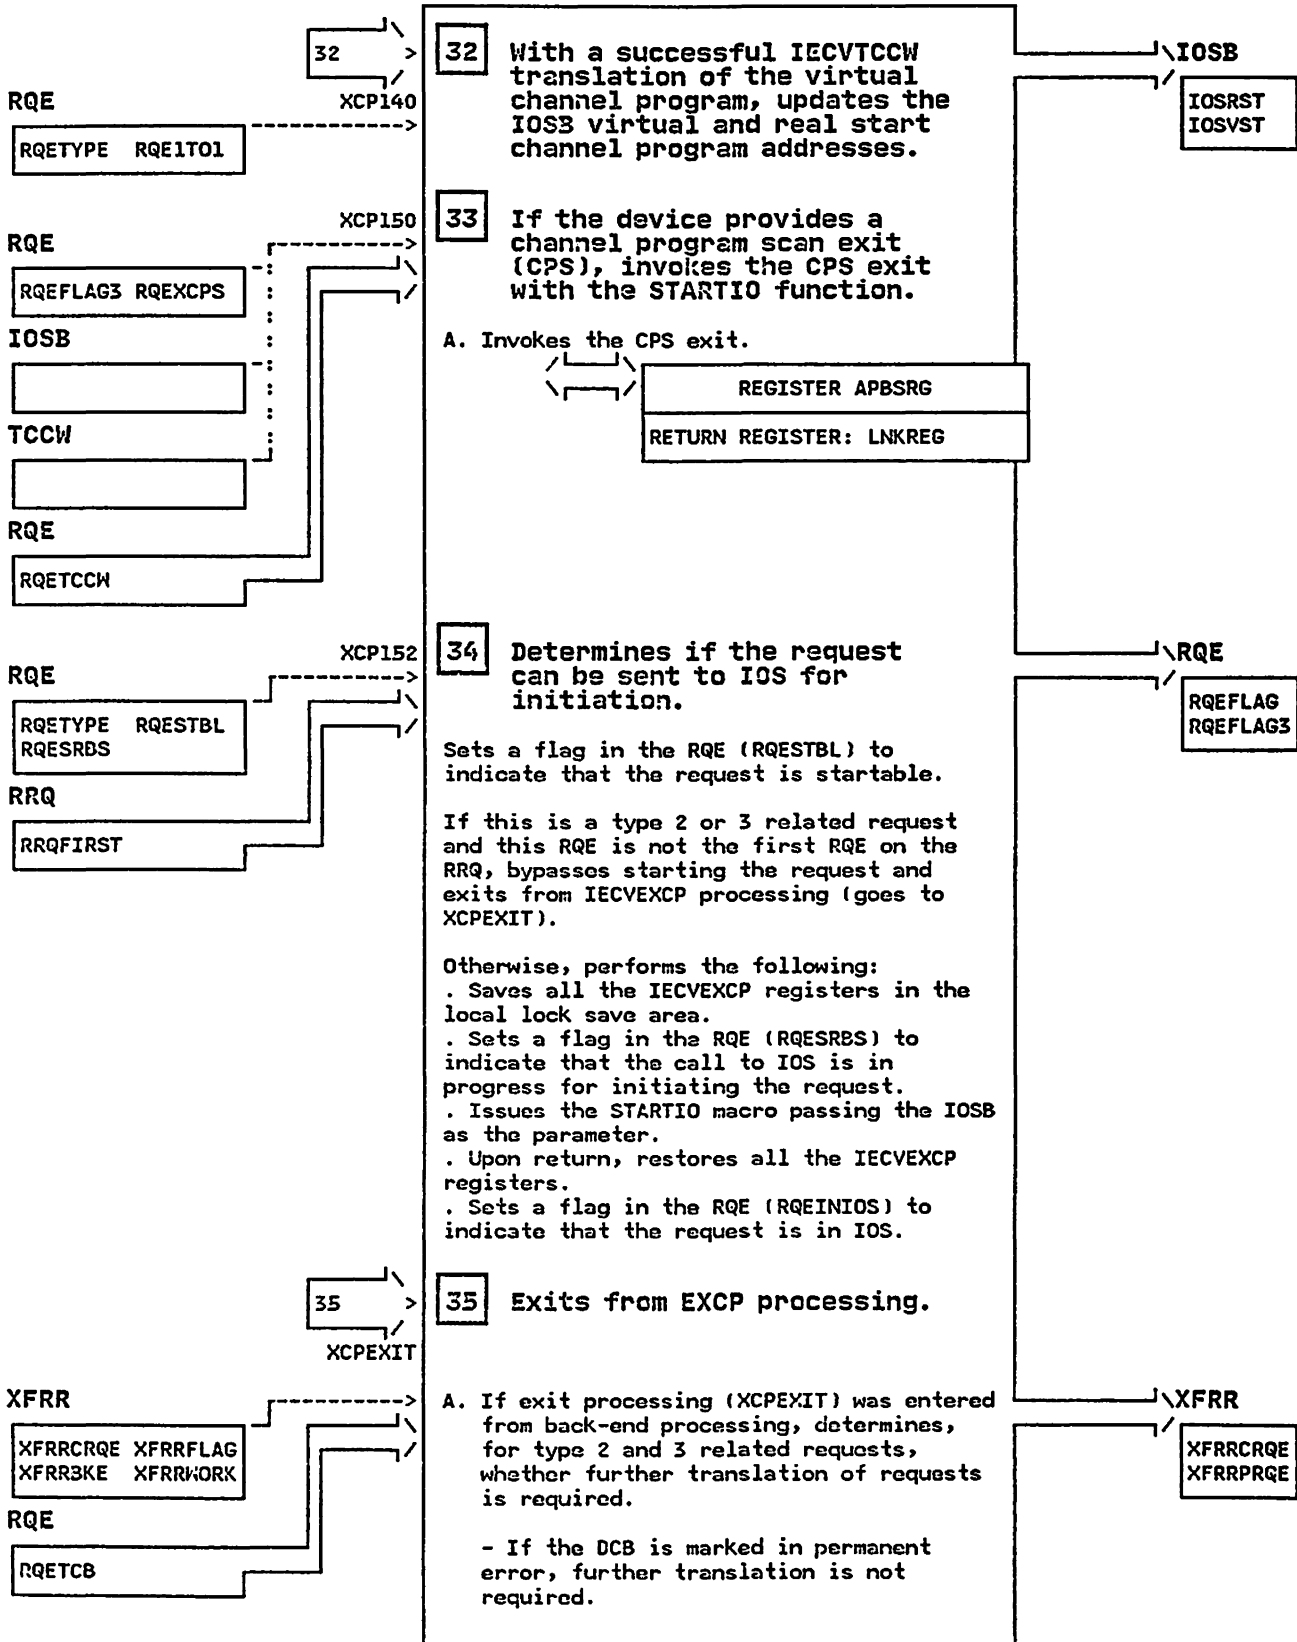 32
XCP140
32 With a successful IECVTCCW
translation of the virtual
channel program, updates the
IOSB virtual and real start
channel program addresses.
IOSB
IOSRST
IOSVST
RQE
RQETYPE RQE1TO1
XCP150
33 If the device provides a
channel program scan exit
(CPS), invokes the CPS exit
with the STARTIO function.
RQE
RQEFLAG3 RQEXCPS
IOSB
TCCW
RQE
RQETCCW
A. Invokes the CPS exit.
REGISTER APBSRG
RETURN REGISTER: LNKREG
XCP152
34 Determines if the request
can be sent to IOS for
initiation.
RQE
RQEFLAG
RQEFLAG3
RQE
RQETYPE RQESTBL
RQESRBS
RRQ
RRQFIRST
Sets a flag in the RQE (RQESTBL) to
indicate that the request is startable.
If this is a type 2 or 3 related request
and this RQE is not the first RQE on the
RRQ, bypasses starting the request and
exits from IECVEXCP processing (goes to
XCPEXIT).
Otherwise, performs the following:
. Saves all the IECVEXCP registers in the
local lock save area.
. Sets a flag in the RQE (RQESRBS) to
indicate that the call to IOS is in
progress for initiating the request.
. Issues the STARTIO macro passing the IOSB
as the parameter.
. Upon return, restores all the IECVEXCP
registers.
. Sets a flag in the RQE (RQEINIOS) to
indicate that the request is in IOS.
35
XCPEXIT
35 Exits from EXCP processing.
XFRR
XFRRCRQE XFRRFLAG
XFRRBKE XFRRWORK
RQE
RQETCB
A. If exit processing (XCPEXIT) was entered
from back-end processing, determines,
for type 2 and 3 related requests,
whether further translation of requests
is required.
- If the DCB is marked in permanent
error, further translation is not
required.
XFRR
XFRRCRQE
XFRRPRQE